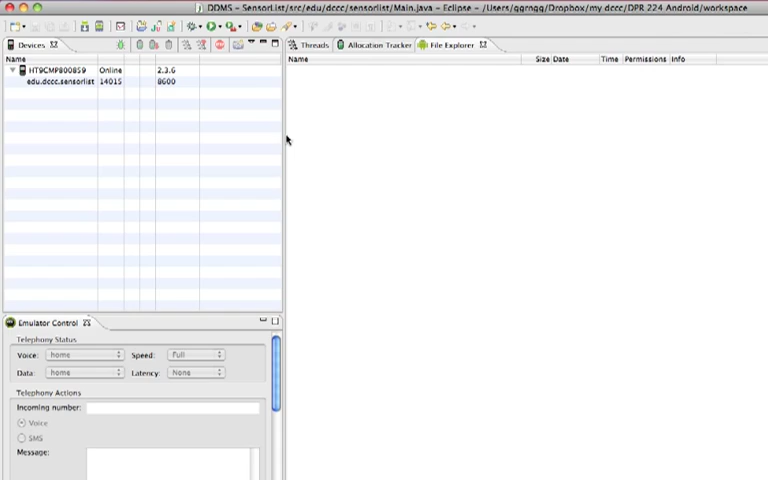 DDMS – SensorList/src/edu/dccc/sensorlist/Main.java – Eclipse – /Users/ggrngg/Dropbox/my dccc/DPR 224 Android/workspace
Devices
Threads Allocation Tracker File Explorer
Name
Name Size Date Time Permissions Info
HT9CMP800859 Online 2.3.6
edu.dccc.sensorlist 14015 8600
Emulator Control
Telephony Status
Voice: home Speed: Full
Data: home Latency: None
Telephony Actions
Incoming number:
Voice
SMS
Message: